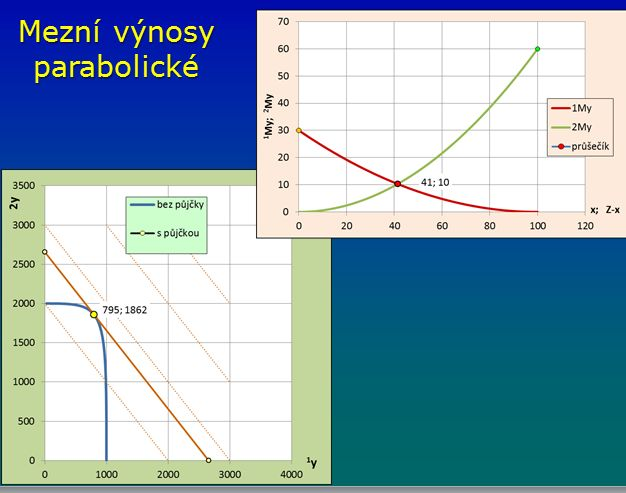 Mezní výnosy
parabolické
70
60
50
40
30
20
10
0
¹My; ²My
0 20 40 60 80 100 120
x; Z-x
41; 10
1My
2My
průsečík
3500
3000
2500
2000
1500
1000
500
0
2y
0 1000 2000 3000 4000
¹y
bez půjčky
s půjčkou
795; 1862